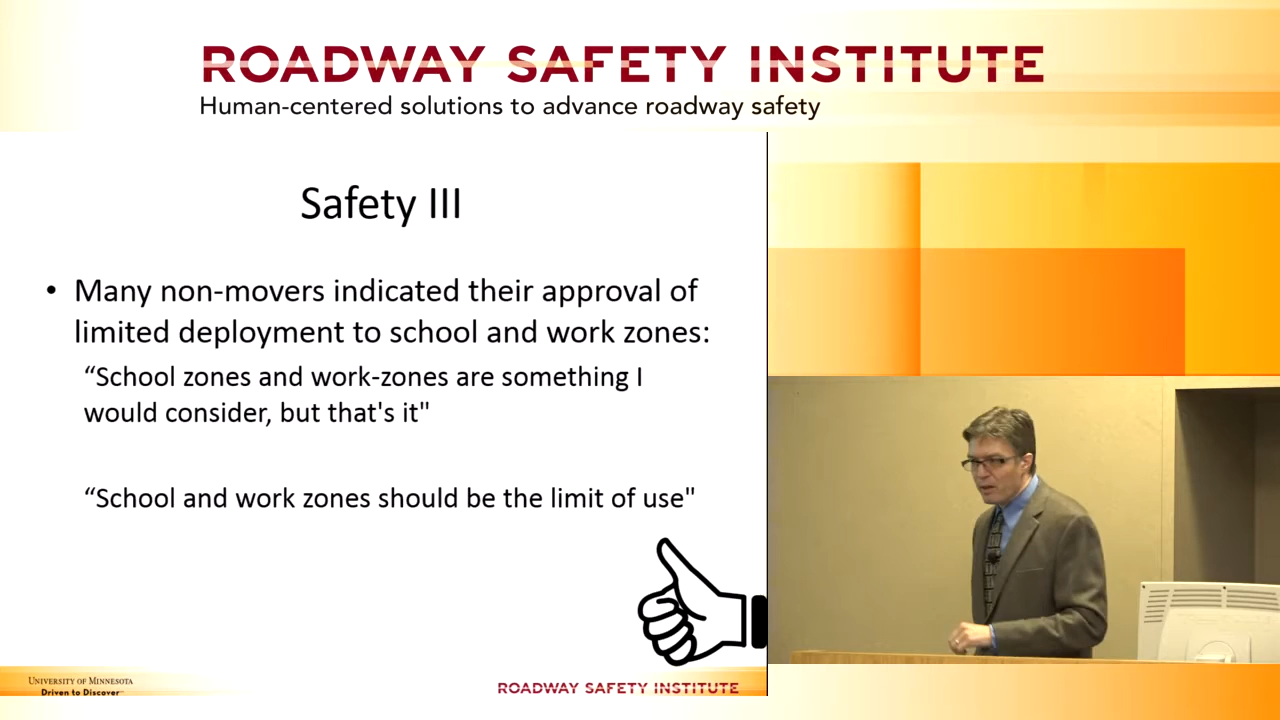 ROADWAY SAFETY INSTITUTE
Human-centered solutions to advance roadway safety
Safety III
• Many non-movers indicated their approval of
limited deployment to school and work zones:
“School zones and work-zones are something I
would consider, but that's it"
“School and work zones should be the limit of use"
UNIVERSITY OF MINNESOTA
Driven to Discover
ROADWAY SAFETY INSTITUTE